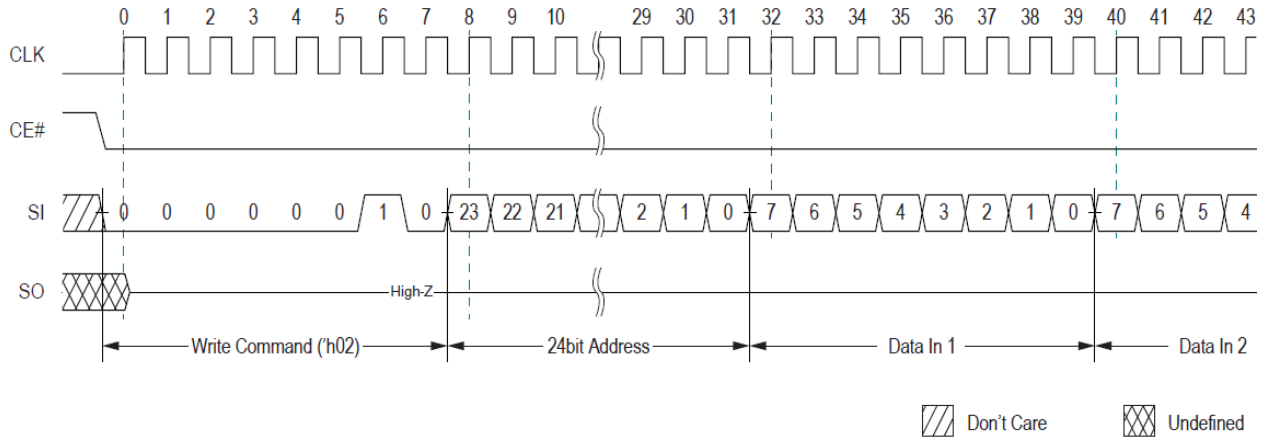 0 1 2 3 4 5 6 7 8 9 10 29 30 31 32 33 34 35 36 37 38 39 40 41 42 43
CLK
CE#
SI 0 0 0 0 0 0 1 0 23 22 21 2 1 0 7 6 5 4 3 2 1 0 7 6 5 4
SO High-Z
Write Command ('h02) 24bit Address Data In 1 Data In 2
Don't Care Undefined